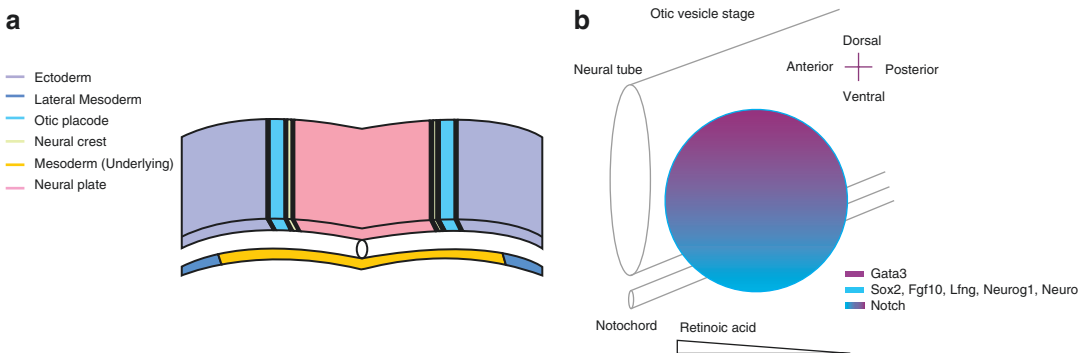 a
Ectoderm
Lateral Mesoderm
Otic placode
Neural crest
Mesoderm (Underlying)
Neural plate
b
Otic vesicle stage
Neural tube
Dorsal
Anterior
Posterior
Ventral
Gata3
Sox2, Fgf10, Lfng, Neurog1, Neuro
Notch
Notochord
Retinoic acid